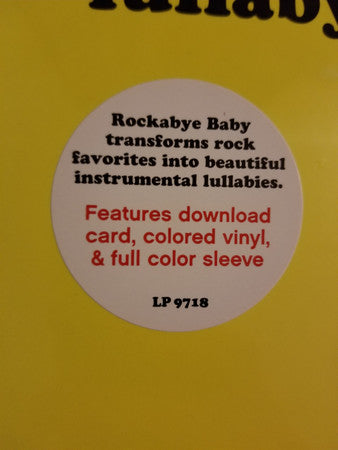 lullaby
Rockabye Baby
transforms rock
favorites into beautiful
instrumental lullabies.
Features download
card, colored vinyl,
& full color sleeve
LP 9718